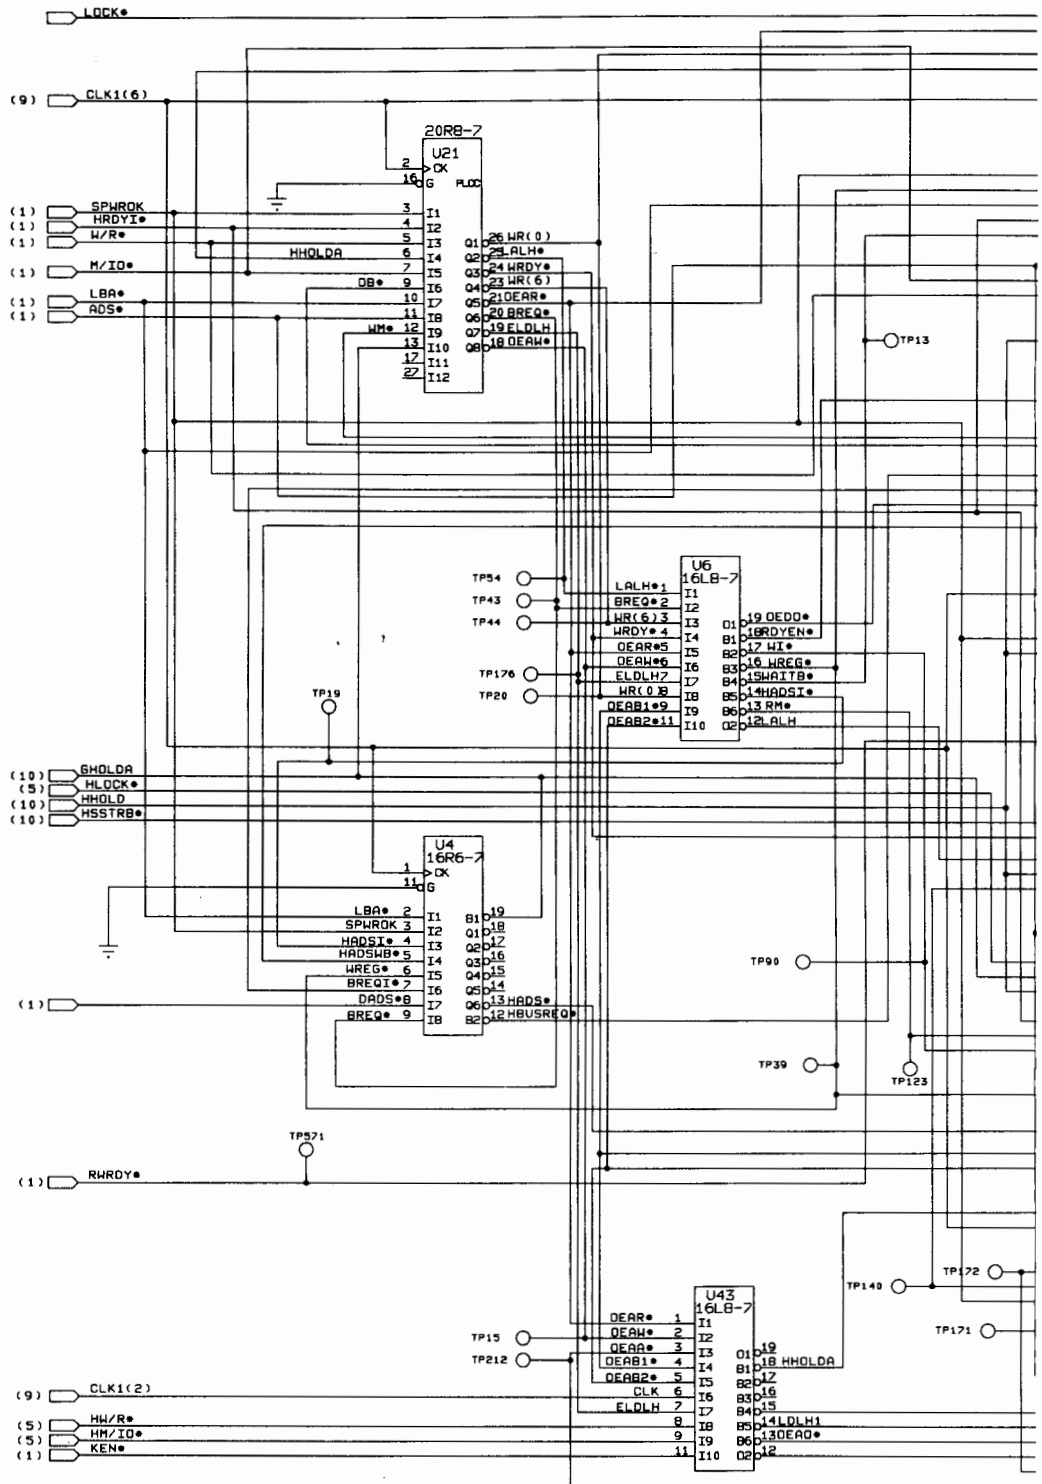 LOCK*
(9) CLK1(6)
20R8-7
U21
2 CK
16 G PLCC
(1) SPWROK 3 I1
(1) HRDYI* 4 I2
(1) W/R* 5 I3 Q1 26 WR(0)
HHOLDA 6 I4 Q2 25 LALH*
(1) M/IO* 7 I5 Q3 24 WRDY*
DB* 9 I6 Q4 23 WR(6)
(1) LBA* 10 I7 Q5 21 OEAR*
(1) ADS* 11 I8 Q6 20 BREQ*
WM* 12 I9 Q7 19 ELDLH
13 I10 Q8 18 OEAW*
17 I11
27 I12
TP13
U6
16L8-7
TP54
LALH* 1 I1
TP43
BREQ* 2 I2
TP44
WR(6) 3 I3 O1 19 OEDO*
WRDY* 4 I4 B1 18 RDYEN*
OEAR* 5 I5 B2 17 WI*
OEAW* 6 I6 B3 16 WREG*
TP176
ELDLH 7 I7 B4 15 WAITB*
TP20
WR(0) 8 I8 B5 14 HADSI*
OEAB1* 9 I9 B6 13 RM*
OEAB2* 11 I10 O2 12 LALH
TP19
(10) GHOLDA
(5) HLOCK*
(10) HHOLD
(10) HSSTRB*
U4
16R6-7
1 CK
11 G
LBA* 2 I1 B1 19
SPWROK 3 I2 Q1 18
HADSI* 4 I3 Q2 17
HADSWB* 5 I4 Q3 16
WREG* 6 I5 Q4 15
BREQI* 7 I6 Q5 14
(1) DADS* 8 I7 Q6 13 HADS*
BREQ* 9 I8 B2 12 HBUSREQ*
TP90
TP39
TP123
TP571
(1) RWRDY*
TP172
TP140
TP171
U43
16L8-7
OEAR* 1 I1
TP15
OEAW* 2 I2
TP212
OEAA* 3 I3 O1 19
OEAB1* 4 I4 B1 18 HHOLDA
OEAB2* 5 I5 B2 17
(9) CLK1(2)
CLK 6 I6 B3 16
ELDLH 7 I7 B4 15
(5) HW/R* 8 I8 B5 14 LDLH1
(5) HM/IO* 9 I9 B6 13 OEAO*
(1) KEN* 11 I10 O2 12